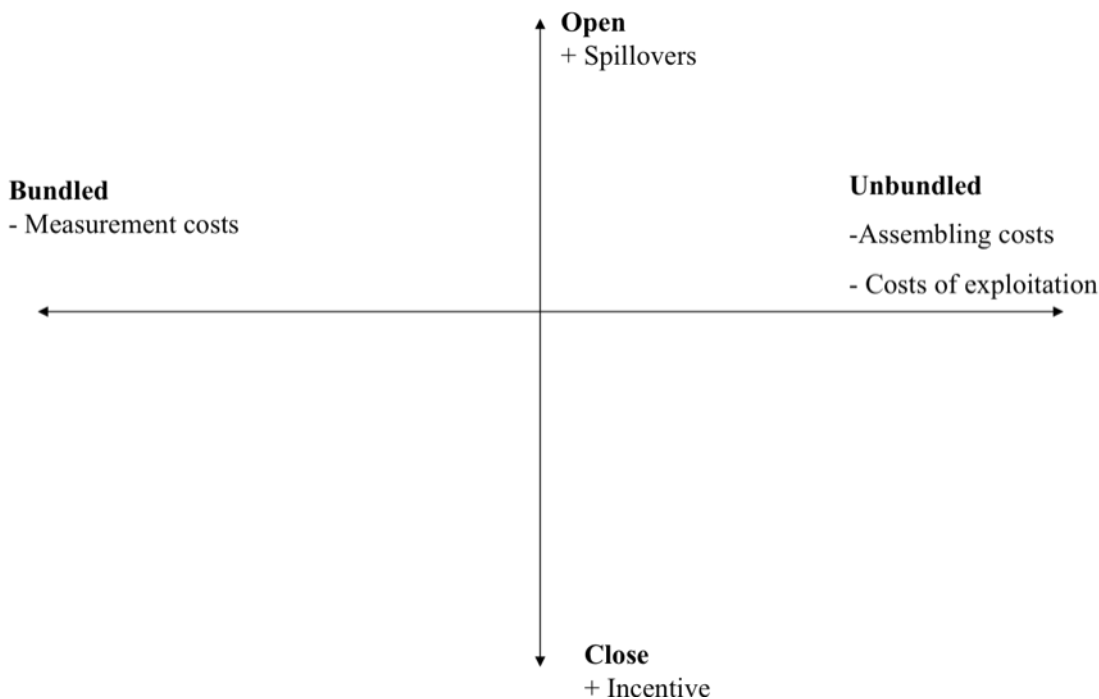 Open
+ Spillovers
Bundled
- Measurement costs
Unbundled
-Assembling costs
- Costs of exploitation
Close
+ Incentive